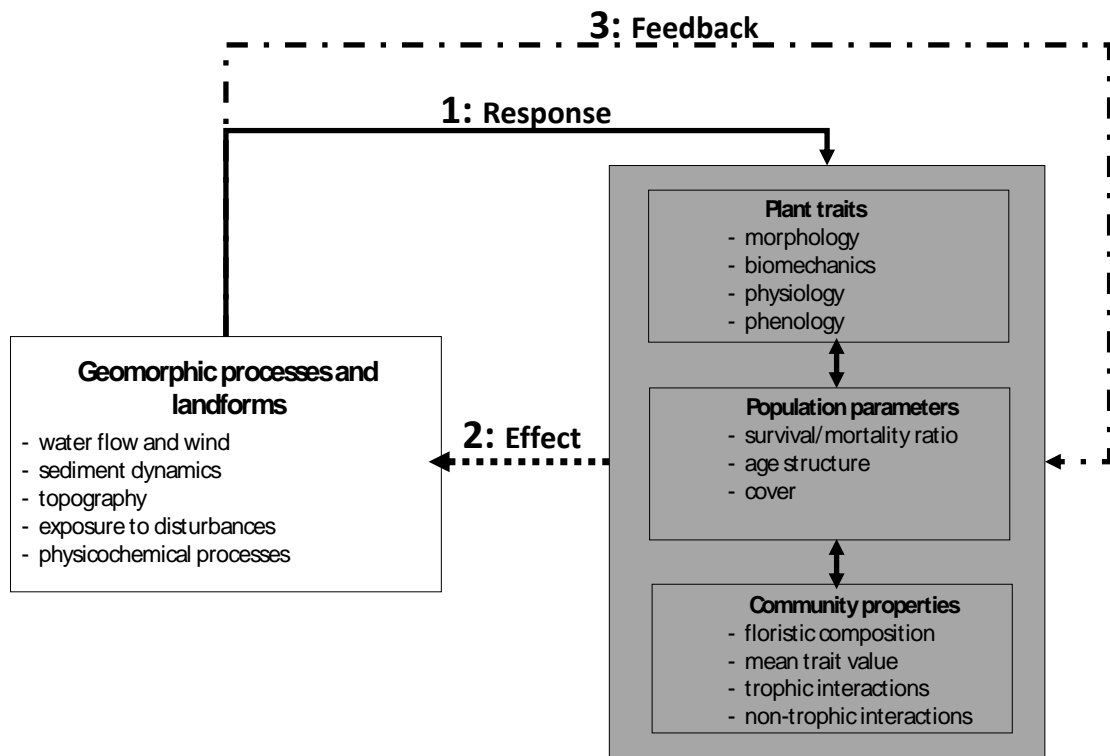 3: Feedback
1: Response
Plant traits
- morphology
- biomechanics
- physiology
- phenology
Geomorphic processes and
landforms
- water flow and wind
- sediment dynamics
- topography
- exposure to disturbances
- physicochemical processes
2: Effect
Population parameters
- survival/mortality ratio
- age structure
- cover
Community properties
- floristic composition
- mean trait value
- trophic interactions
- non-trophic interactions